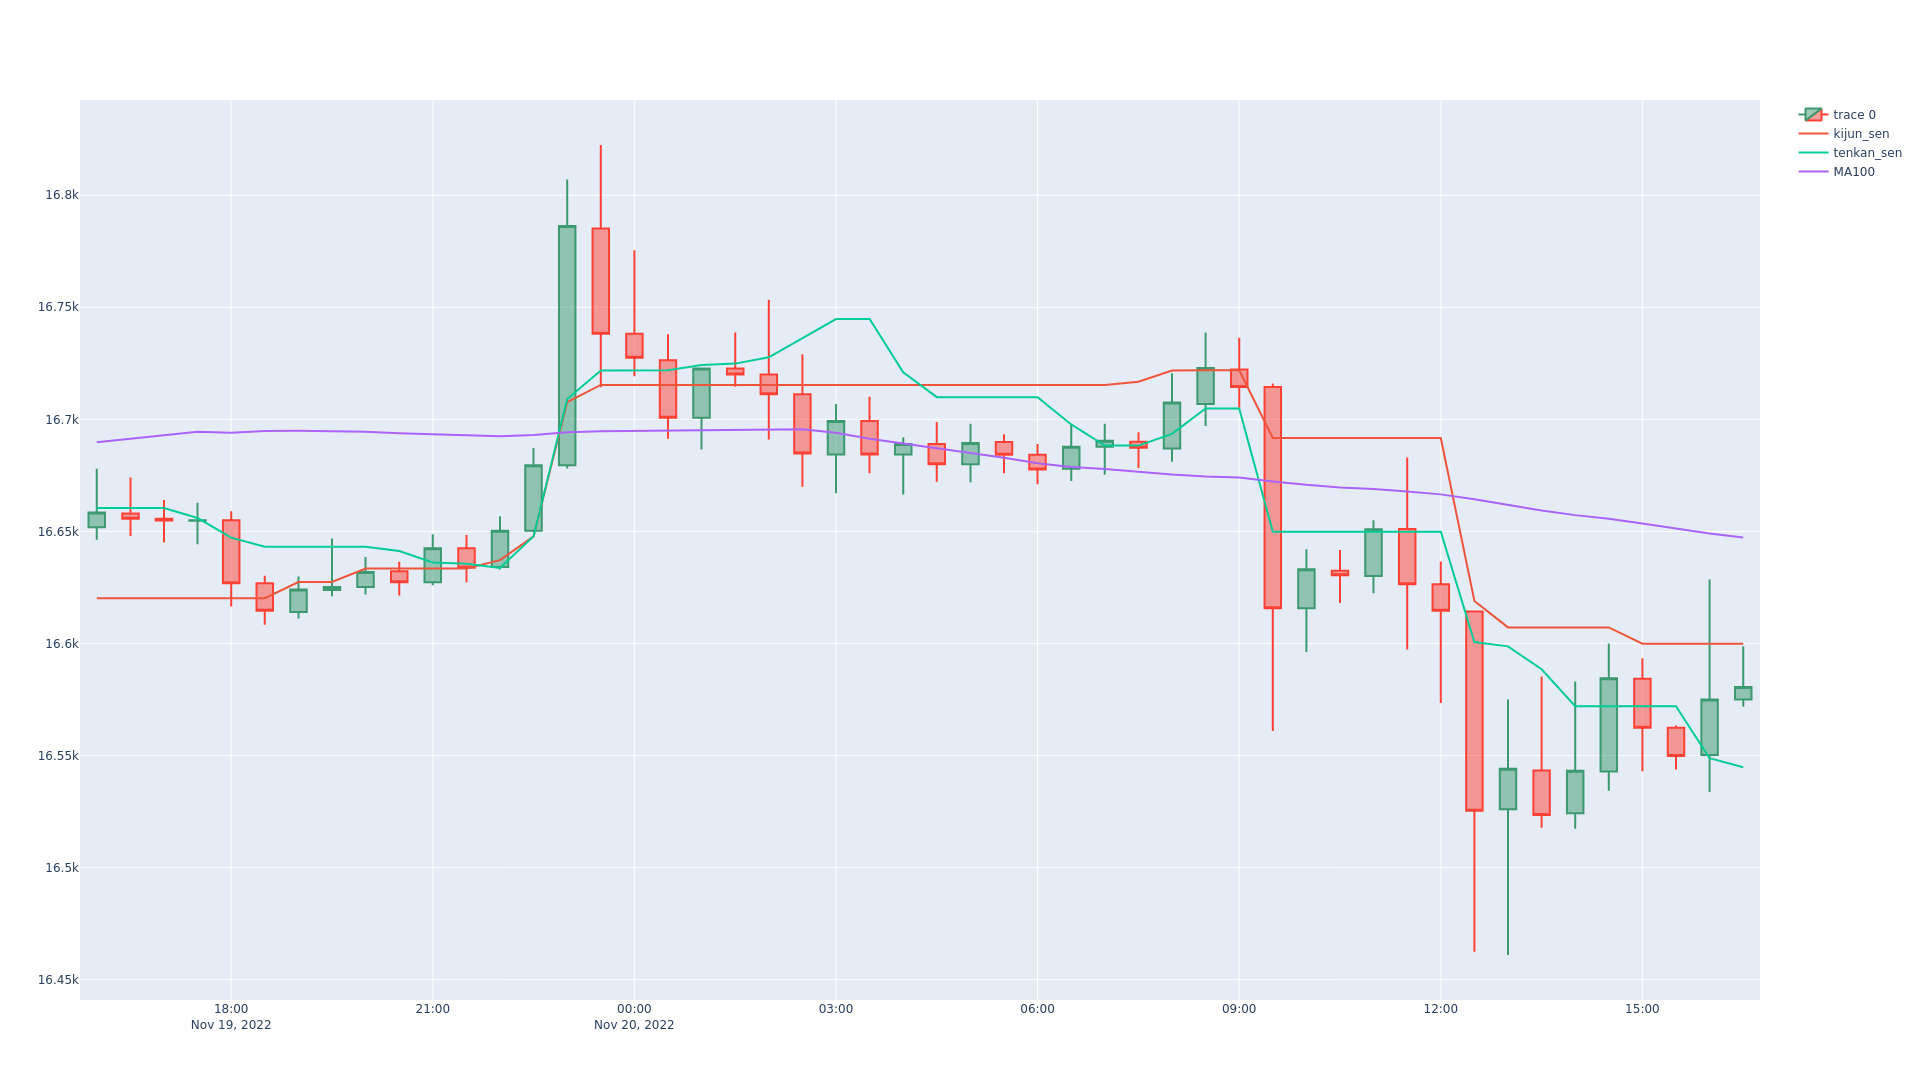 trace 0
kijun_sen
tenkan_sen
MA100
16.8k
16.75k
16.7k
16.65k
16.6k
16.55k
16.5k
16.45k
18:00 21:00 00:00 03:00 06:00 09:00 12:00 15:00
Nov 19, 2022 Nov 20, 2022